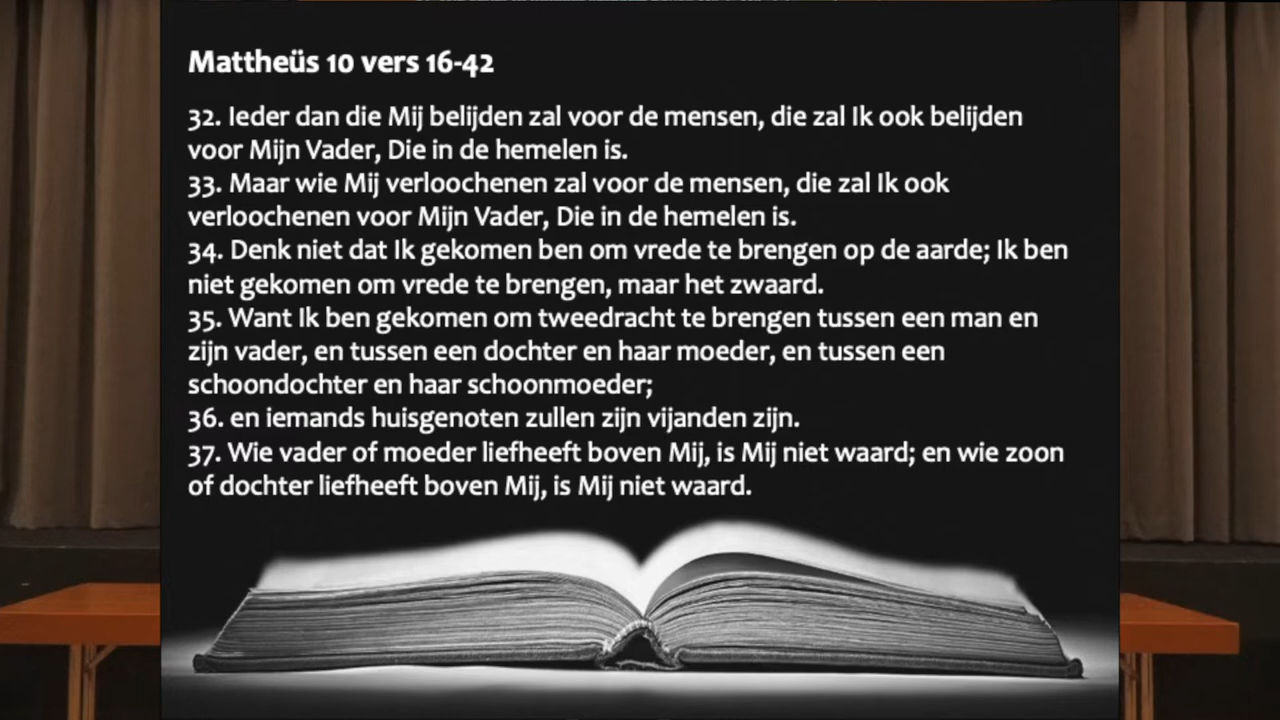 Mattheüs 10 vers 16-42
32. Ieder dan die Mij belijden zal voor de mensen, die zal Ik ook belijden
voor Mijn Vader, Die in de hemelen is.
33. Maar wie Mij verloochenen zal voor de mensen, die zal Ik ook
verloochenen voor Mijn Vader, Die in de hemelen is.
34. Denk niet dat Ik gekomen ben om vrede te brengen op de aarde; Ik ben
niet gekomen om vrede te brengen, maar het zwaard.
35. Want Ik ben gekomen om tweedracht te brengen tussen een man en
zijn vader, en tussen een dochter en haar moeder, en tussen een
schoondochter en haar schoonmoeder;
36. en iemands huisgenoten zullen zijn vijanden zijn.
37. Wie vader of moeder liefheeft boven Mij, is Mij niet waard; en wie zoon
of dochter liefheeft boven Mij, is Mij niet waard.